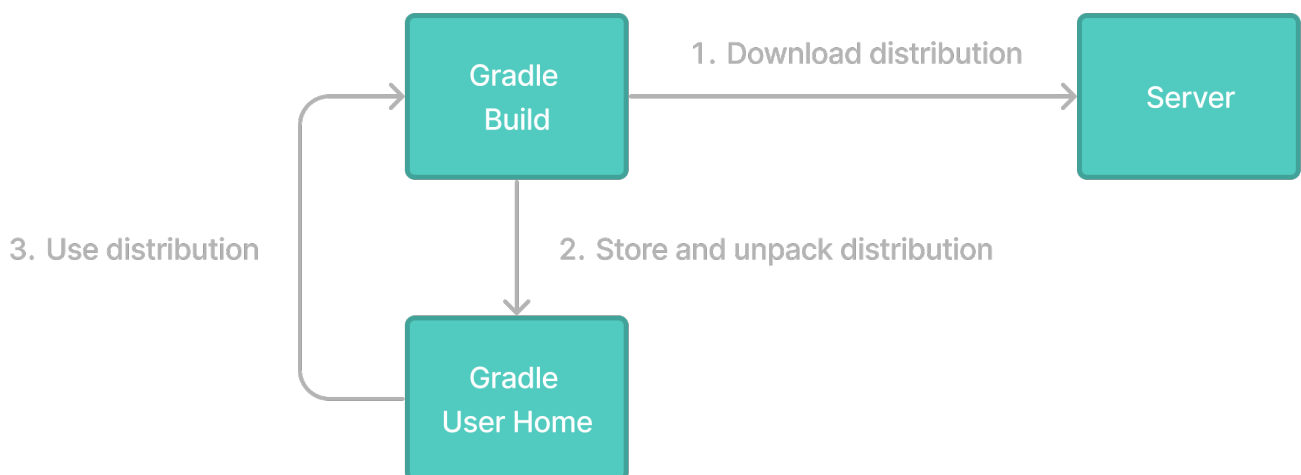 Gradle
Build
1. Download distribution
Server
3. Use distribution
2. Store and unpack distribution
Gradle
User Home